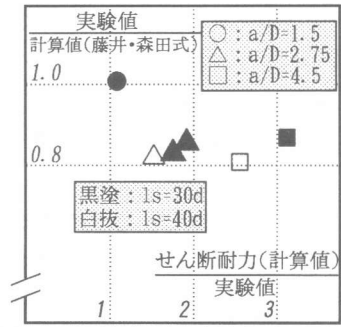 実験値
計算値(藤井・森田式)
○:a/D=1.5
△:a/D=2.75
□:a/D=4.5
1.0
0.8
黒塗:ls=30d
白抜:ls=40d
せん断耐力(計算値)
実験値
1 2 3